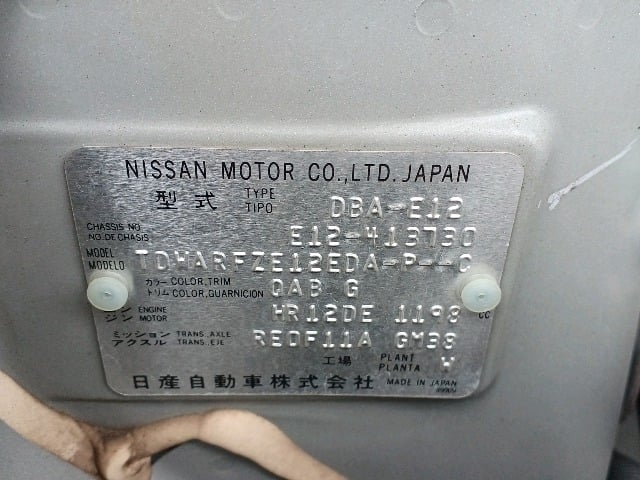 NISSAN MOTOR CO.,LTD. JAPAN
型式 TYPE TIPO DBA-E12
CHASSIS NO. NO.DE CHASIS E12-413730
MODEL MODELO TDHARFZE12EDA-P--C
カラー COLOR,TRIM トリム COLOR,GUARNICION QAB G
ジン ENGINE MOTOR HR12DE 1198 CC
ミッション アクスル TRANS.,AXLE TRANS.,EJE RE0F11A GM38
工場 PLANT PLANTA H
日産自動車株式会社 MADE IN JAPAN